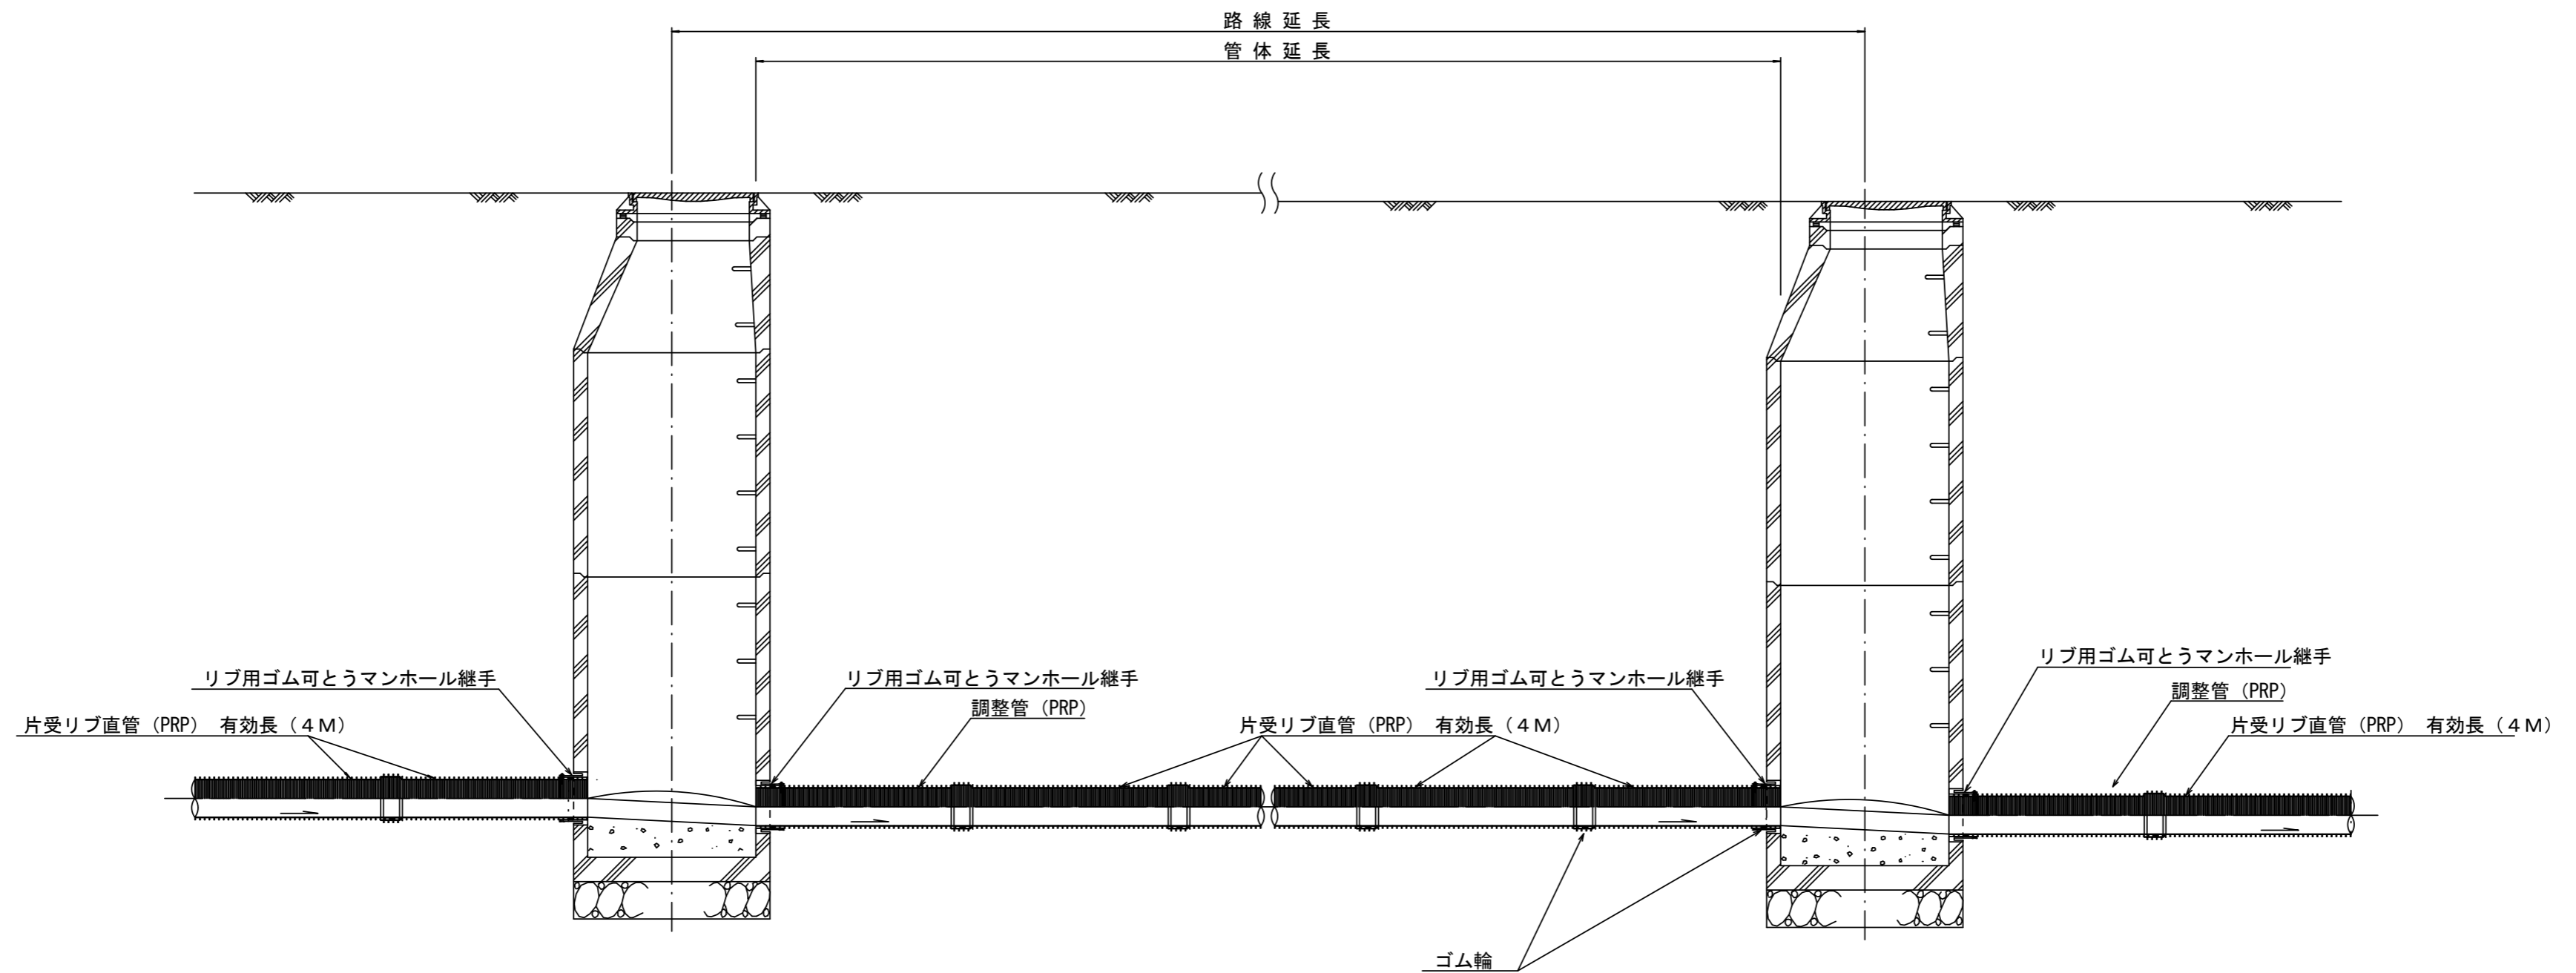 路線延長
管体延長
リブ用ゴム可とうマンホール継手
リブ用ゴム可とうマンホール継手
リブ用ゴム可とうマンホール継手
リブ用ゴム可とうマンホール継手
調整管（PRP）
調整管（PRP）
片受リブ直管（PRP） 有効長（４Ｍ）
片受リブ直管（PRP） 有効長（４Ｍ）
片受リブ直管（PRP） 有効長（４Ｍ）
ゴム輪